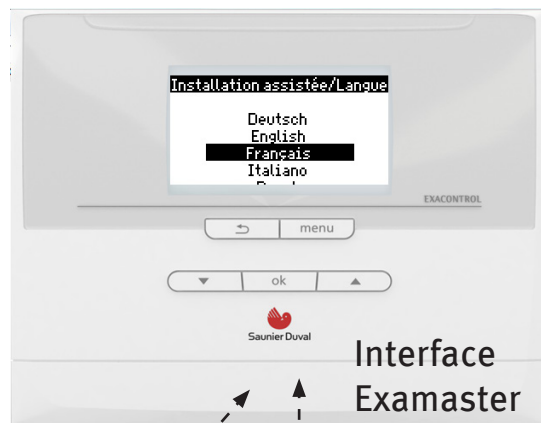 Installation assistée/Langue
Deutsch
English
Français
Italiano
EXACONTROL
menu
ok
Saunier Duval
Interface
Examaster